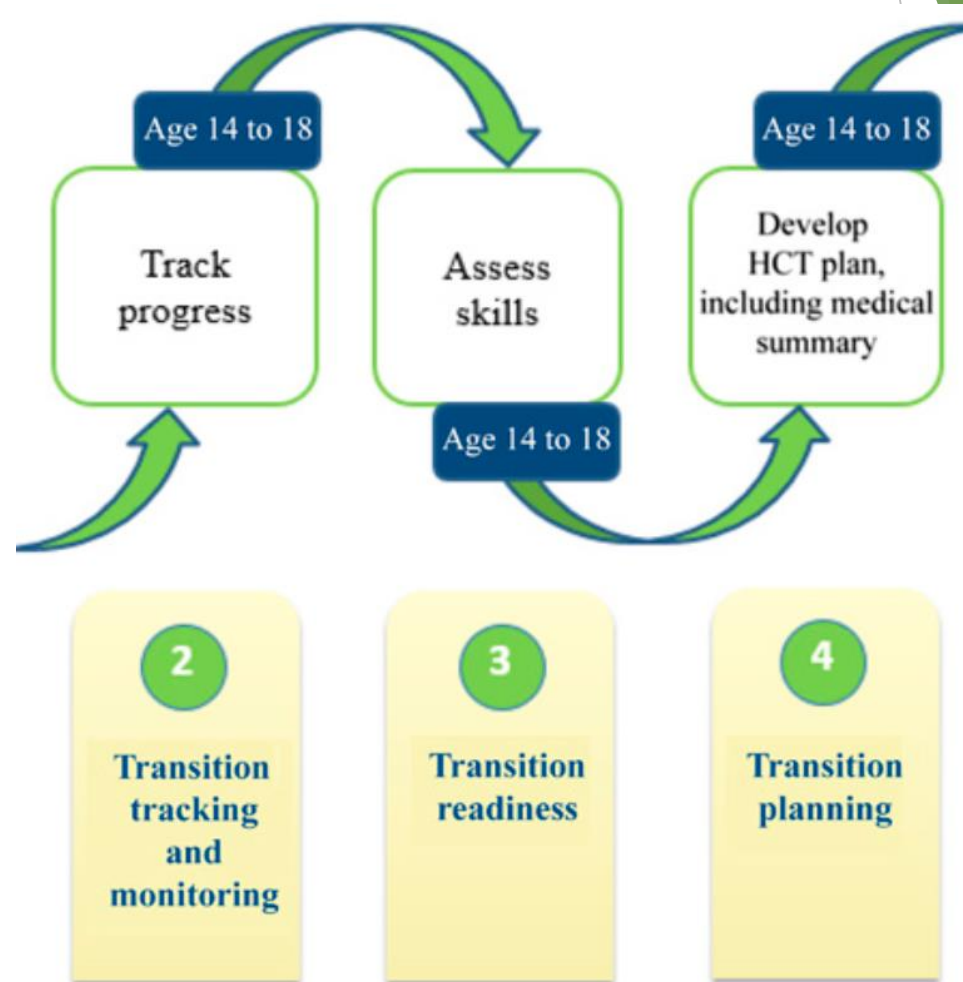 Age 14 to 18
Track
progress
Assess
skills
Age 14 to 18
Age 14 to 18
Develop
HCT plan,
including medical
summary
2
Transition
tracking
and
monitoring
3
Transition
readiness
4
Transition
planning